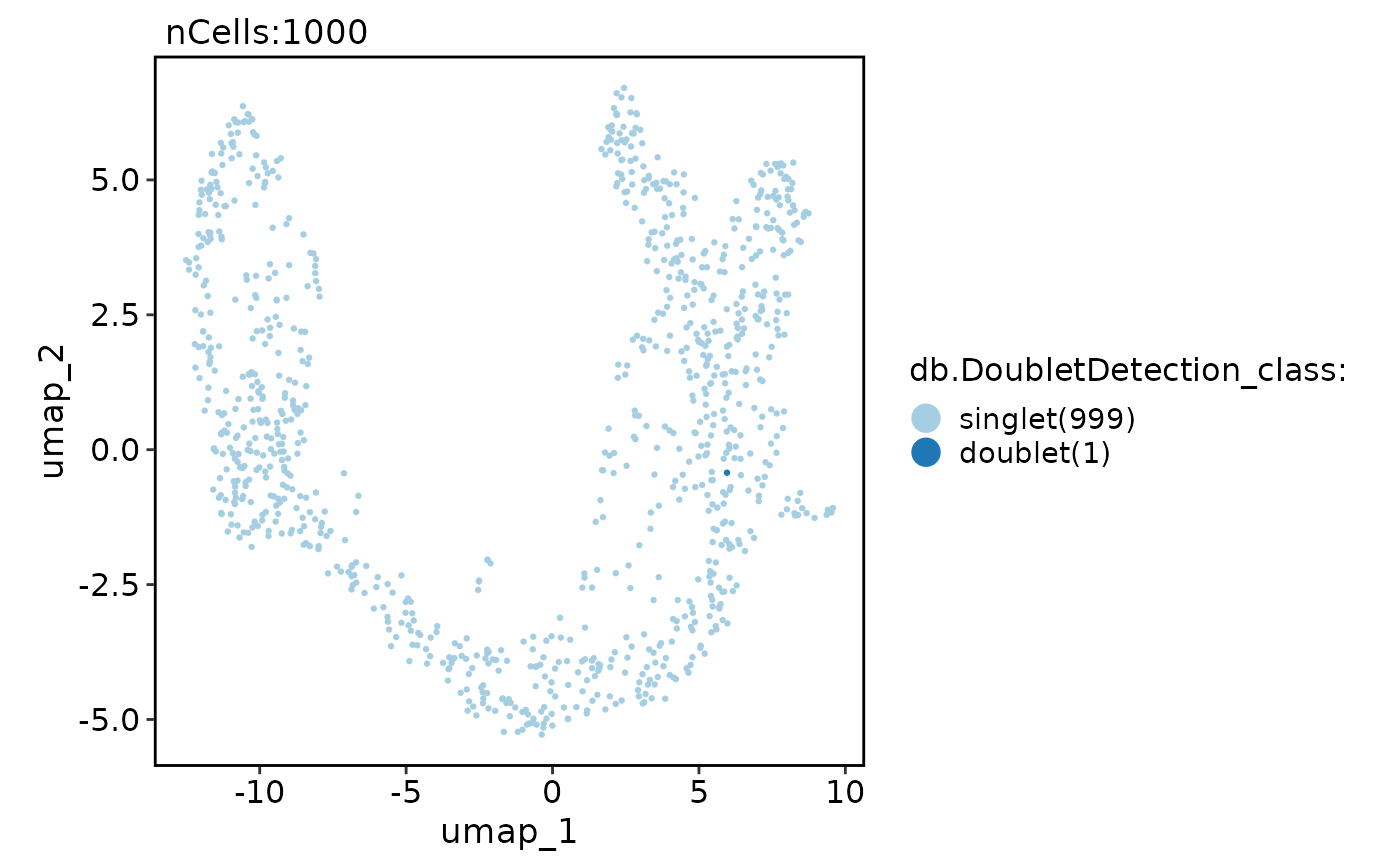 nCells:1000
5.0
2.5
0.0
-2.5
-5.0
umap_2
-10 -5 0 5 10
umap_1
db.DoubletDetection_class:
singlet(999)
doublet(1)